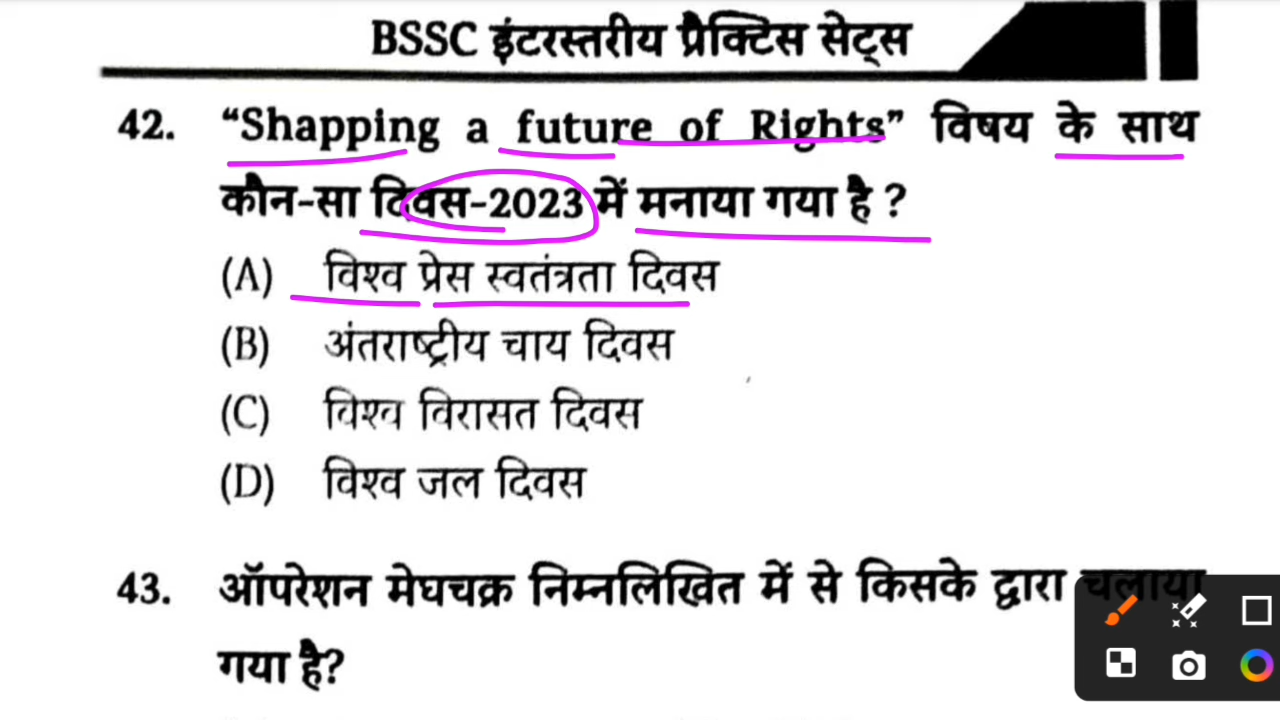 BSSC इंटरस्तरीय प्रैक्टिस सेट्स
42. “Shapping a future of Rights” विषय के साथ
कौन-सा दिवस-2023 में मनाया गया है ?
(A) विश्व प्रेस स्वतंत्रता दिवस
(B) अंतराष्ट्रीय चाय दिवस
(C) विश्व विरासत दिवस
(D) विश्व जल दिवस
43. ऑपरेशन मेघचक्र निम्नलिखित में से किसके द्वारा चलाया
गया है?